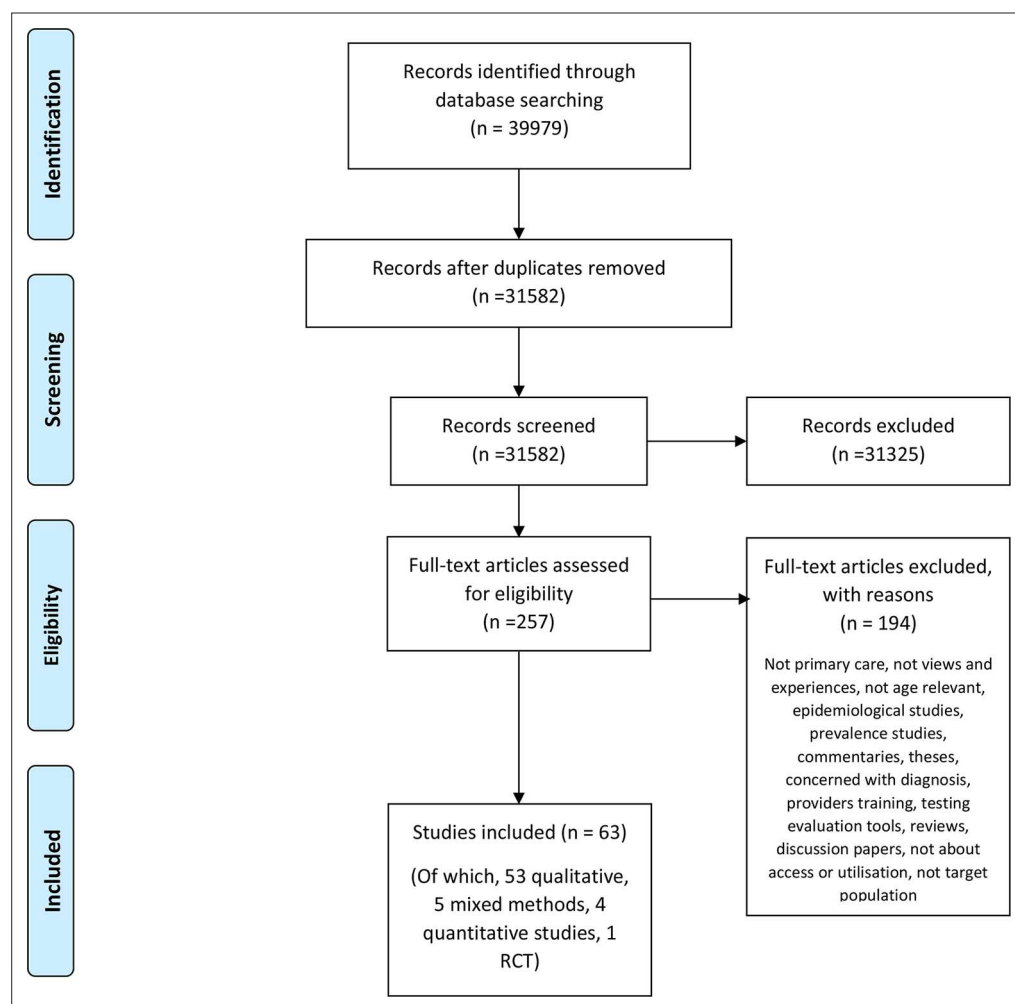 Identification
Records identified through
database searching
(n = 39979)
Records after duplicates removed
(n =31582)
Screening
Records screened
(n =31582)
Records excluded
(n =31325)
Eligibility
Full-text articles assessed
for eligibility
(n =257)
Full-text articles excluded,
with reasons
(n = 194)
Not primary care, not views and
experiences, not age relevant,
epidemiological studies,
prevalence studies,
commentaries, theses,
concerned with diagnosis,
providers training, testing
evaluation tools, reviews,
discussion papers, not about
access or utilisation, not target
population
Included
Studies included (n = 63)
(Of which, 53 qualitative,
5 mixed methods, 4
quantitative studies, 1
RCT)